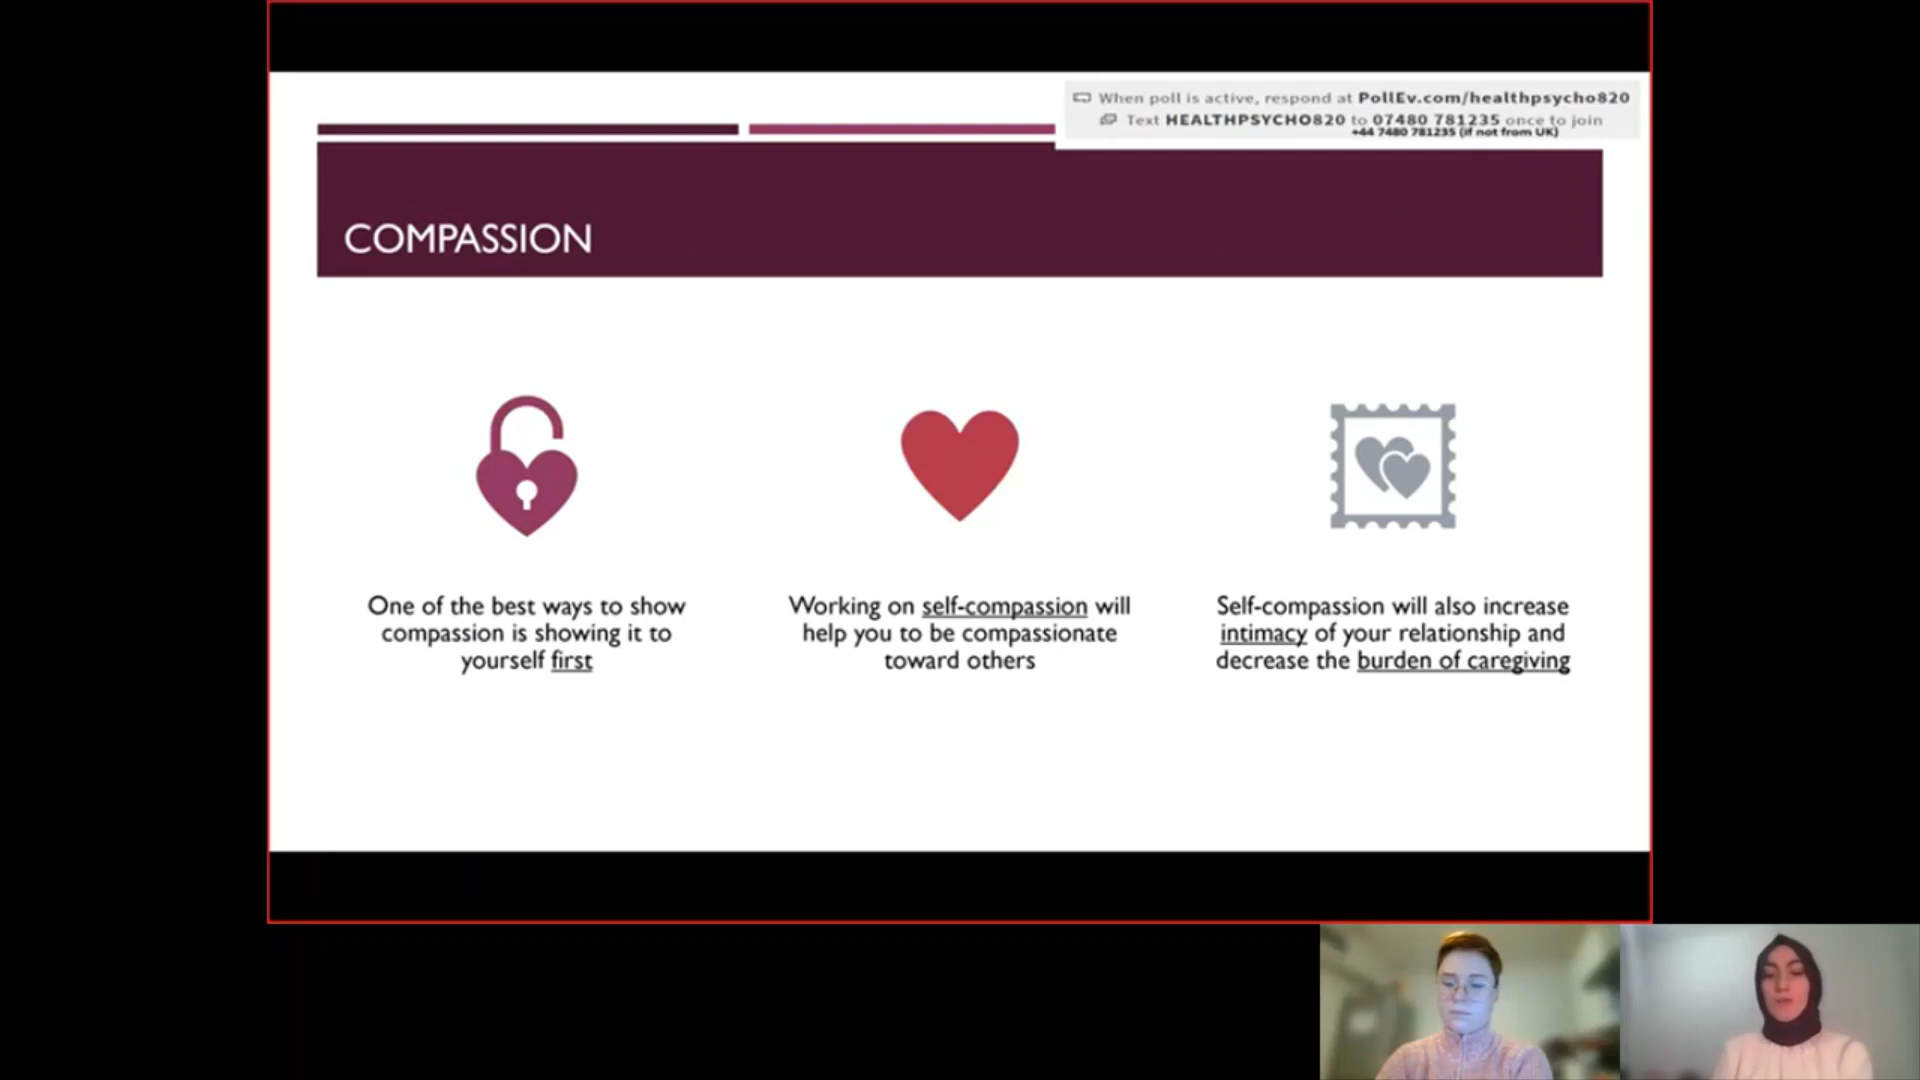 When poll is active, respond at PollEv.com/healthpsycho820
Text HEALTHPSYCHO820 to 07480 781235 once to join
+44 7480 781235 (if not from UK)
COMPASSION
One of the best ways to show
compassion is showing it to
yourself first
Working on self-compassion will
help you to be compassionate
toward others
Self-compassion will also increase
intimacy of your relationship and
decrease the burden of caregiving